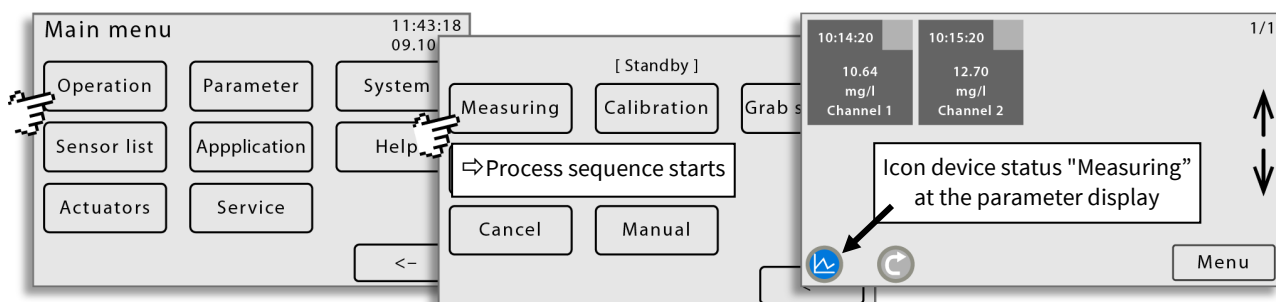 Main menu
11:43:18
09.10
Operation
Parameter
System
Sensor list
Appplication
Help
Actuators
Service
<-
[ Standby ]
Measuring
Calibration
Grab s
⇨Process sequence starts
Cancel
Manual
1/1
10:14:20
10.64
mg/l
Channel 1
10:15:20
12.70
mg/l
Channel 2
Icon device status "Measuring”
at the parameter display
Menu